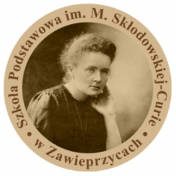 Szkoła Podstawowa im. M. Skłodowskiej-Curie
• w Zawieprzycach •